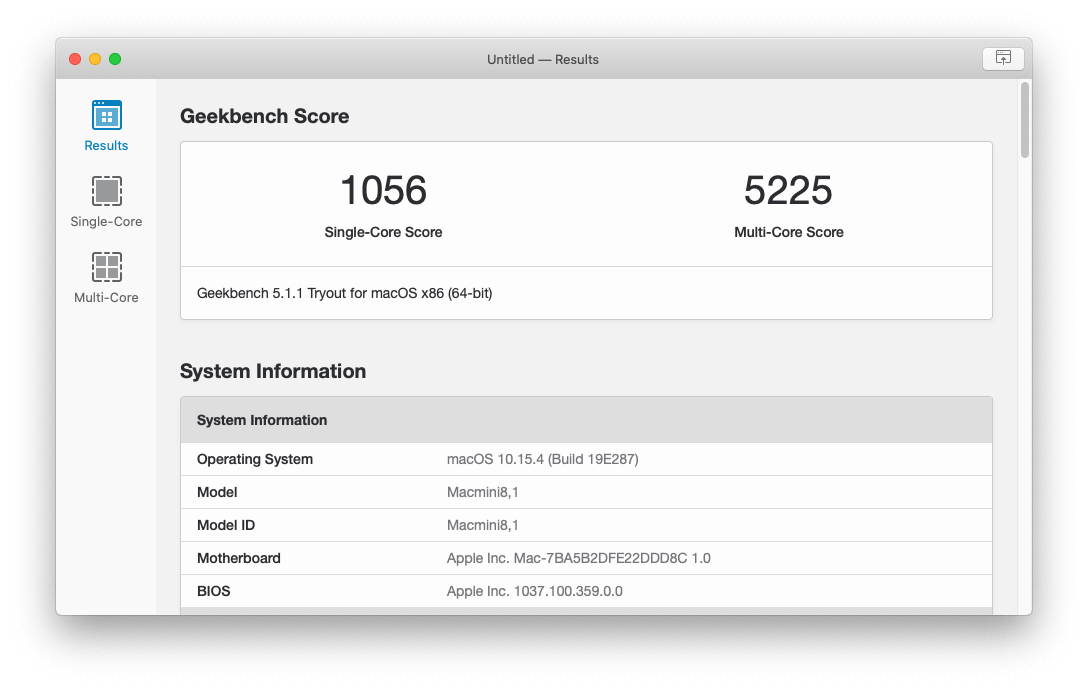 Untitled — Results
Results
Single-Core
Multi-Core
Geekbench Score
1056 5225
Single-Core Score Multi-Core Score
Geekbench 5.1.1 Tryout for macOS x86 (64-bit)
System Information
System Information
Operating System macOS 10.15.4 (Build 19E287)
Model Macmini8,1
Model ID Macmini8,1
Motherboard Apple Inc. Mac-7BA5B2DFE22DDD8C 1.0
BIOS Apple Inc. 1037.100.359.0.0